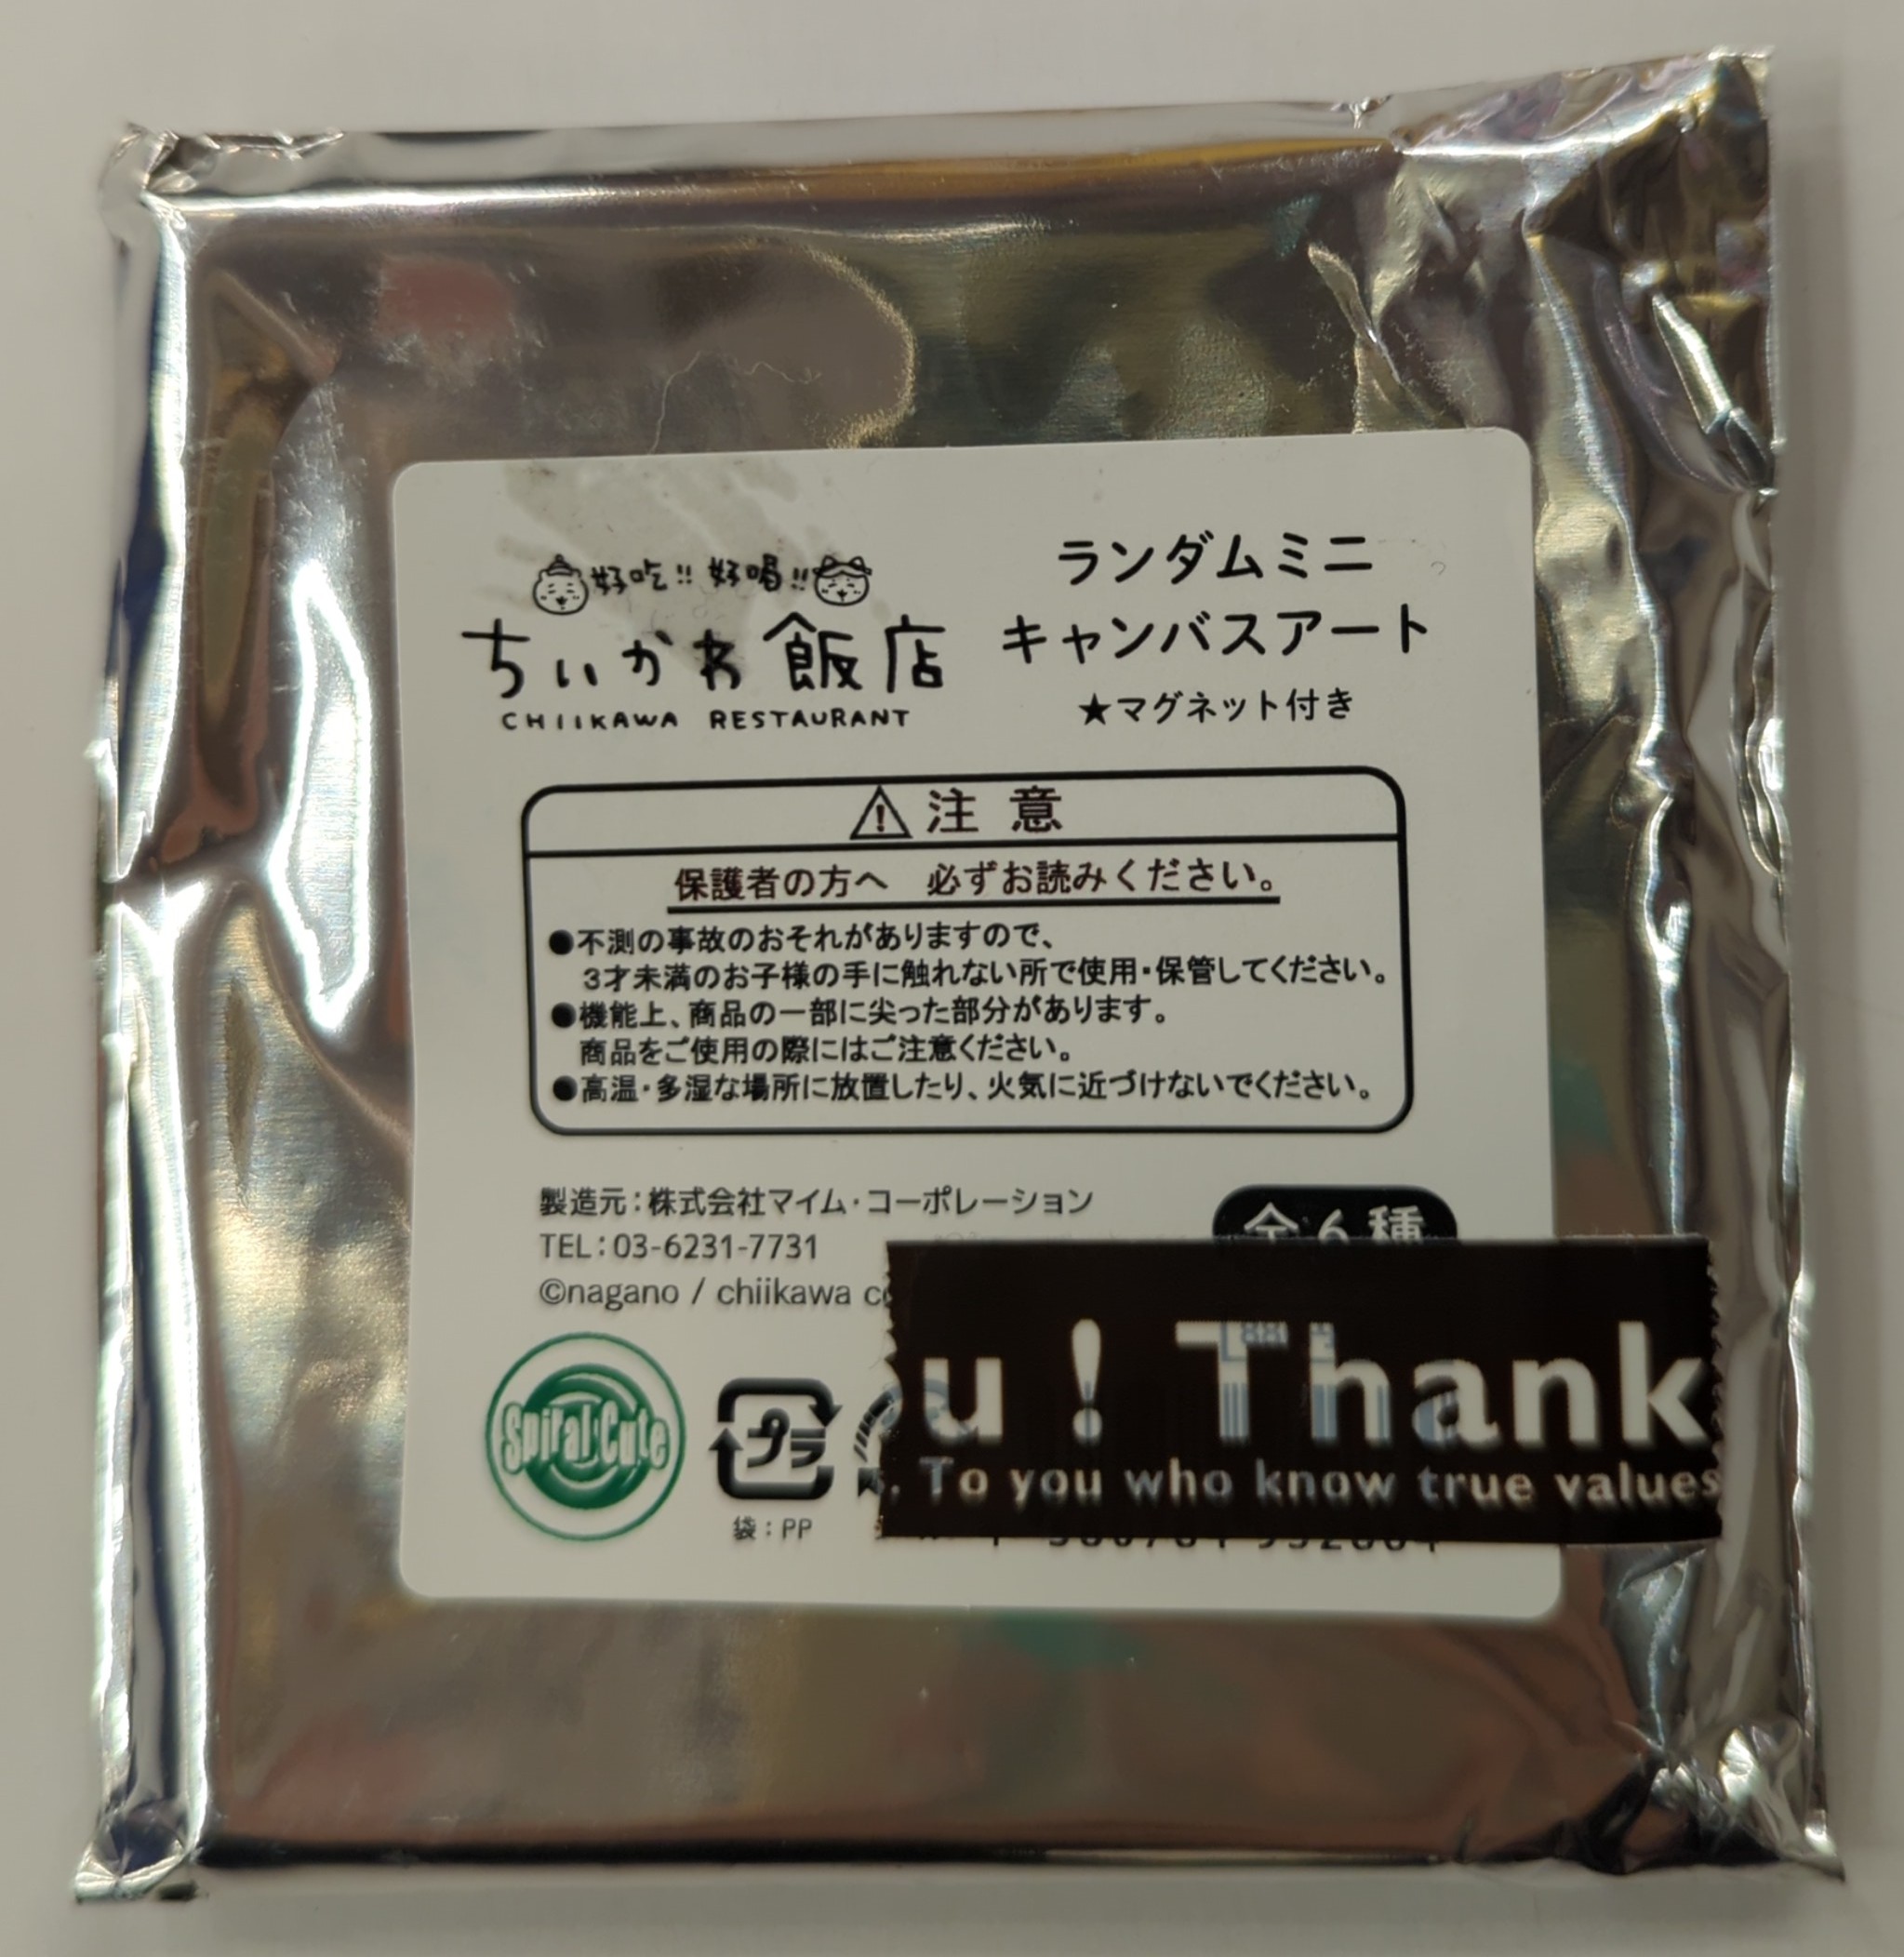 好吃!! 好喝!!
ちいかわ飯店
CHIIKAWA RESTAURANT
ランダムミニ
キャンバスアート
★マグネット付き
⚠注意
保護者の方へ 必ずお読みください。
●不測の事故のおそれがありますので、
3才未満のお子様の手に触れない所で使用・保管してください。
●機能上、商品の一部に尖った部分があります。
商品をご使用の際にはご注意ください。
●高温・多湿な場所に放置したり、火気に近づけないでください。
製造元:株式会社マイム・コーポレーション
TEL:03-6231-7731
©nagano / chiikawa
全6種
Spiral Cute
プラ
袋:PP
u! Thank
. To you who know true values